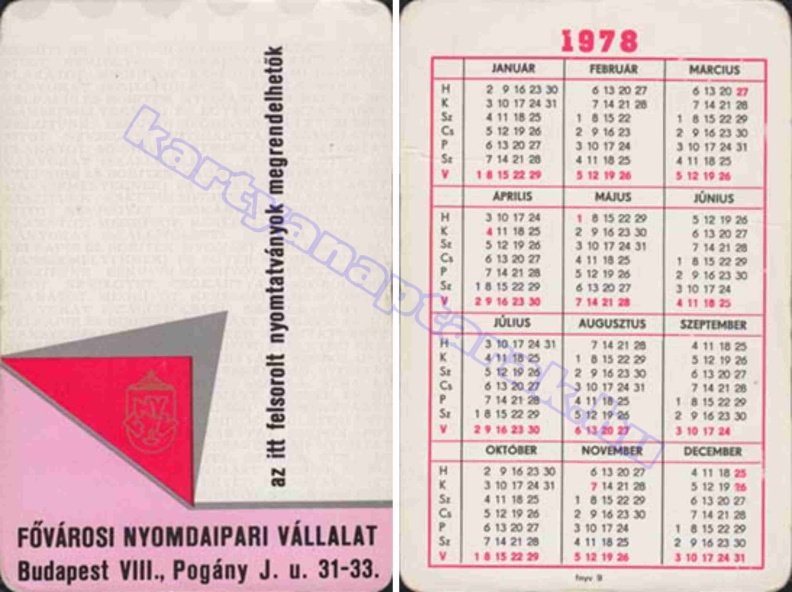 az itt felsorolt nyomtatványok megrendelhetők
FŐVÁROSI NYOMDAIPARI VÁLLALAT
Budapest VIII., Pogány J. u. 31-33.
kartyanaptarak.hu
1978
JANUÁR FEBRUÁR MÁRCIUS
H 2 9 16 23 30 6 13 20 27 6 13 20 27
K 3 10 17 24 31 7 14 21 28 7 14 21 28
Sz 4 11 18 25 1 8 15 22 1 8 15 22 29
Cs 5 12 19 26 2 9 16 23 2 9 16 23 30
P 6 13 20 27 3 10 17 24 3 10 17 24 31
Sz 7 14 21 28 4 11 18 25 4 11 18 25
V 1 8 15 22 29 5 12 19 26 5 12 19 26
ÁPRILIS MÁJUS JÚNIUS
H 3 10 17 24 1 8 15 22 29 5 12 19 26
K 4 11 18 25 2 9 16 23 30 6 13 20 27
Sz 5 12 19 26 3 10 17 24 31 7 14 21 28
Cs 6 13 20 27 4 11 18 25 1 8 15 22 29
P 7 14 21 28 5 12 19 26 2 9 16 23 30
Sz 1 8 15 22 29 6 13 20 27 3 10 17 24
V 2 9 16 23 30 7 14 21 28 4 11 18 25
JÚLIUS AUGUSZTUS SZEPTEMBER
H 3 10 17 24 31 7 14 21 28 4 11 18 25
K 4 11 18 25 1 8 15 22 29 5 12 19 26
Sz 5 12 19 26 2 9 16 23 30 6 13 20 27
Cs 6 13 20 27 3 10 17 24 31 7 14 21 28
P 7 14 21 28 4 11 18 25 1 8 15 22 29
Sz 1 8 15 22 29 5 12 19 26 2 9 16 23 30
V 2 9 16 23 30 6 13 20 27 3 10 17 24
OKTÓBER NOVEMBER DECEMBER
H 2 9 16 23 30 6 13 20 27 4 11 18 25
K 3 10 17 24 31 7 14 21 28 5 12 19 26
Sz 4 11 18 25 1 8 15 22 29 6 13 20 27
Cs 5 12 19 26 2 9 16 23 30 7 14 21 28
P 6 13 20 27 3 10 17 24 1 8 15 22 29
Sz 7 14 21 28 4 11 18 25 2 9 16 23 30
V 1 8 15 22 29 5 12 19 26 3 10 17 24 31